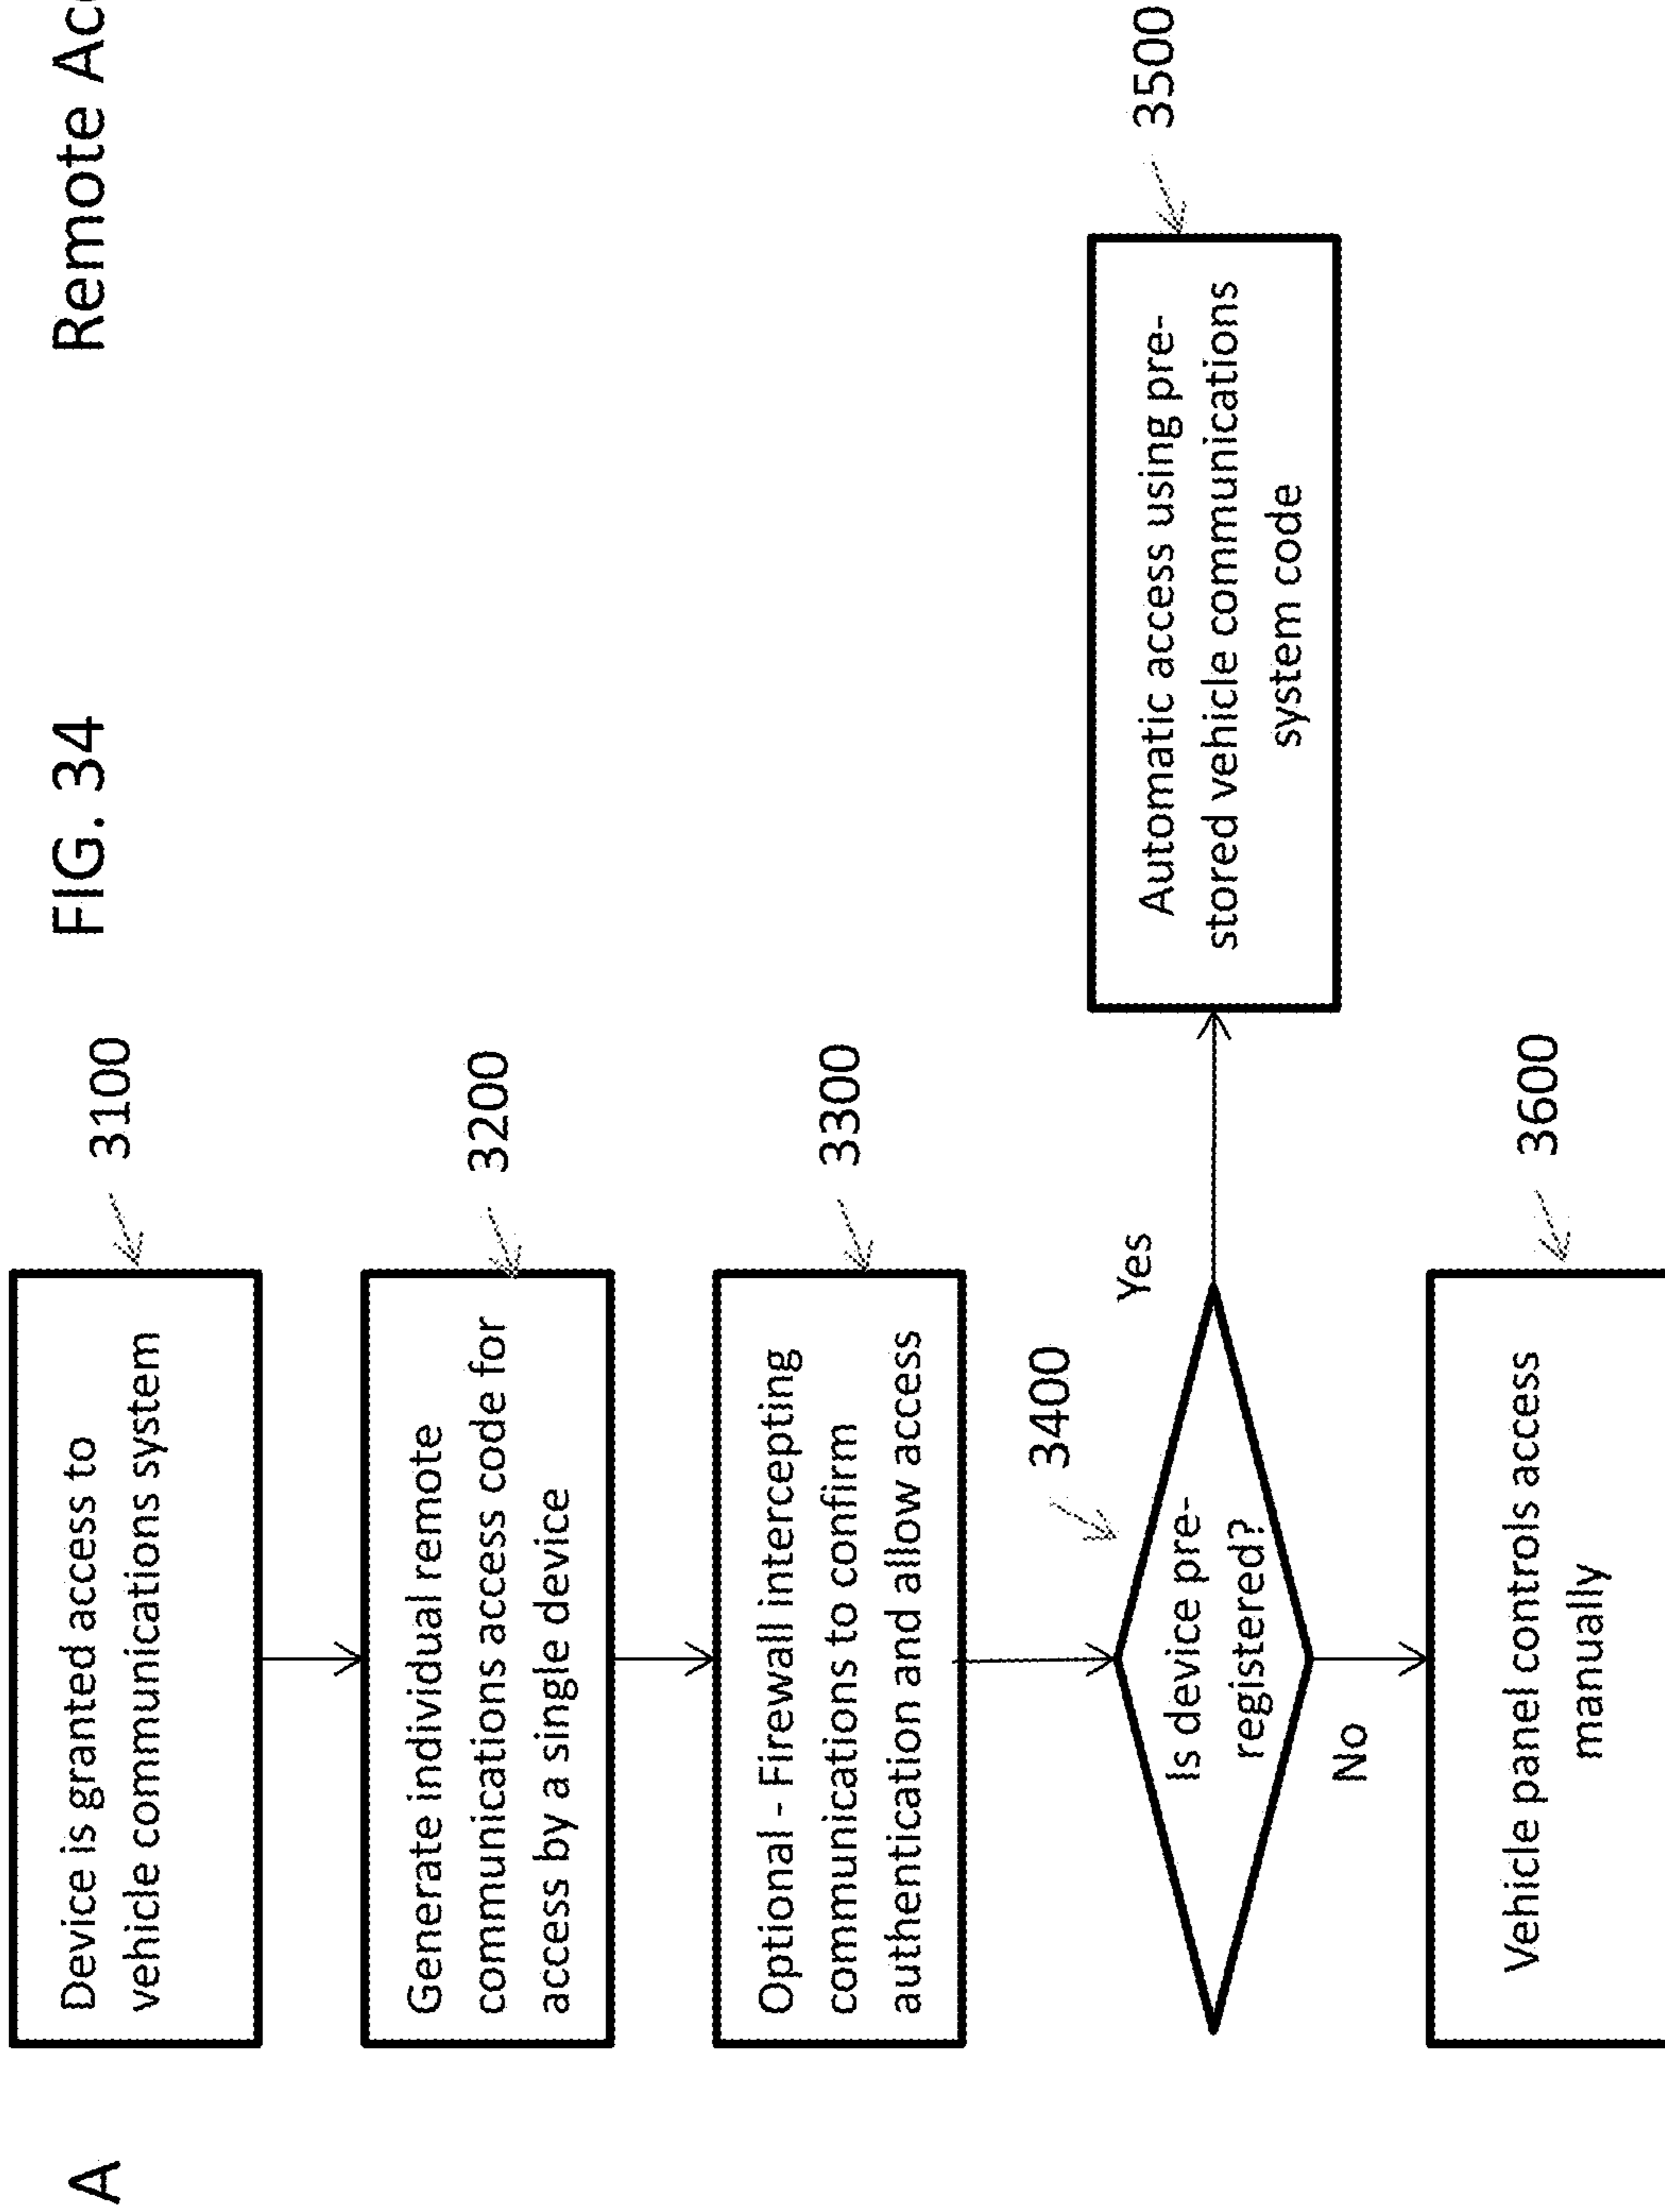 A
FIG. 34
Remote
Device is granted access to
vehicle communications system
3100
Generate individual remote
communications access code for
access by a single device
3200
Optional - Firewall intercepting
communications to confirm
authentication and allow access
3300
3400
Is device pre-
registered?
Yes
No
Automatic access using pre-
stored vehicle communications
system code
3500
Vehicle panel controls access
manually
3600